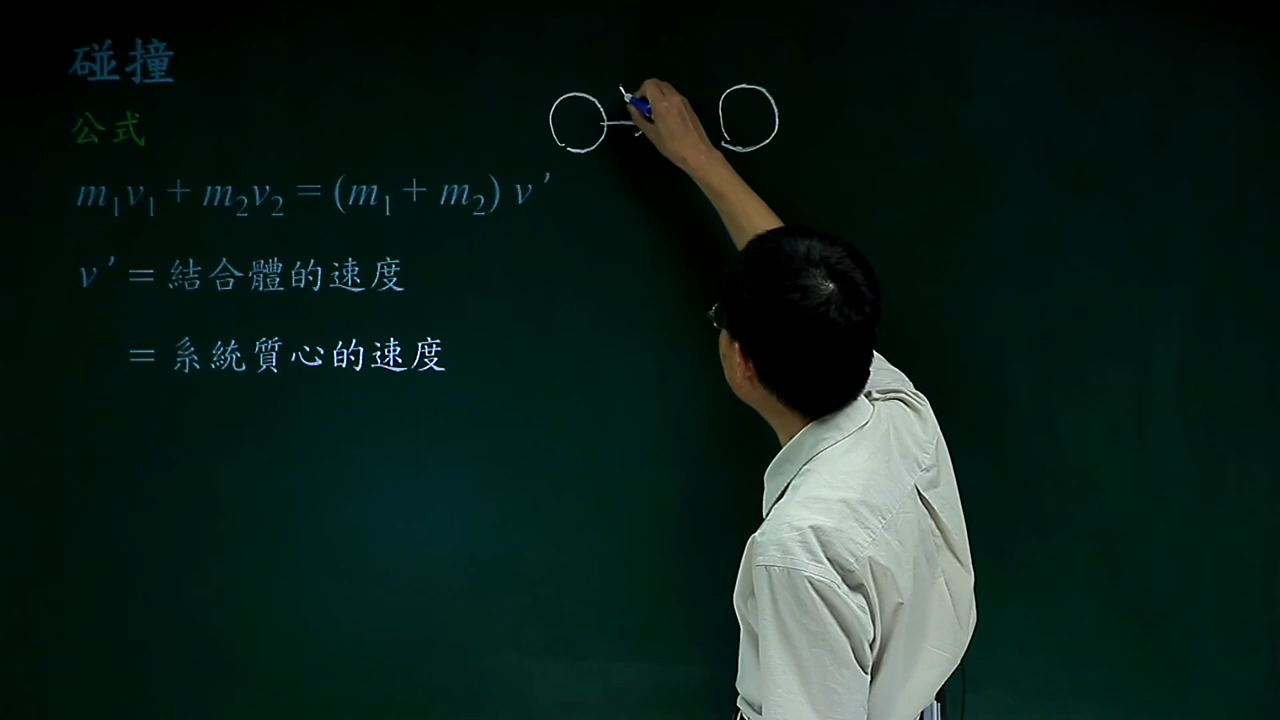 碰撞
公式
m₁v₁ + m₂v₂ = (m₁ + m₂) v’
v’ = 結合體的速度
= 系統質心的速度